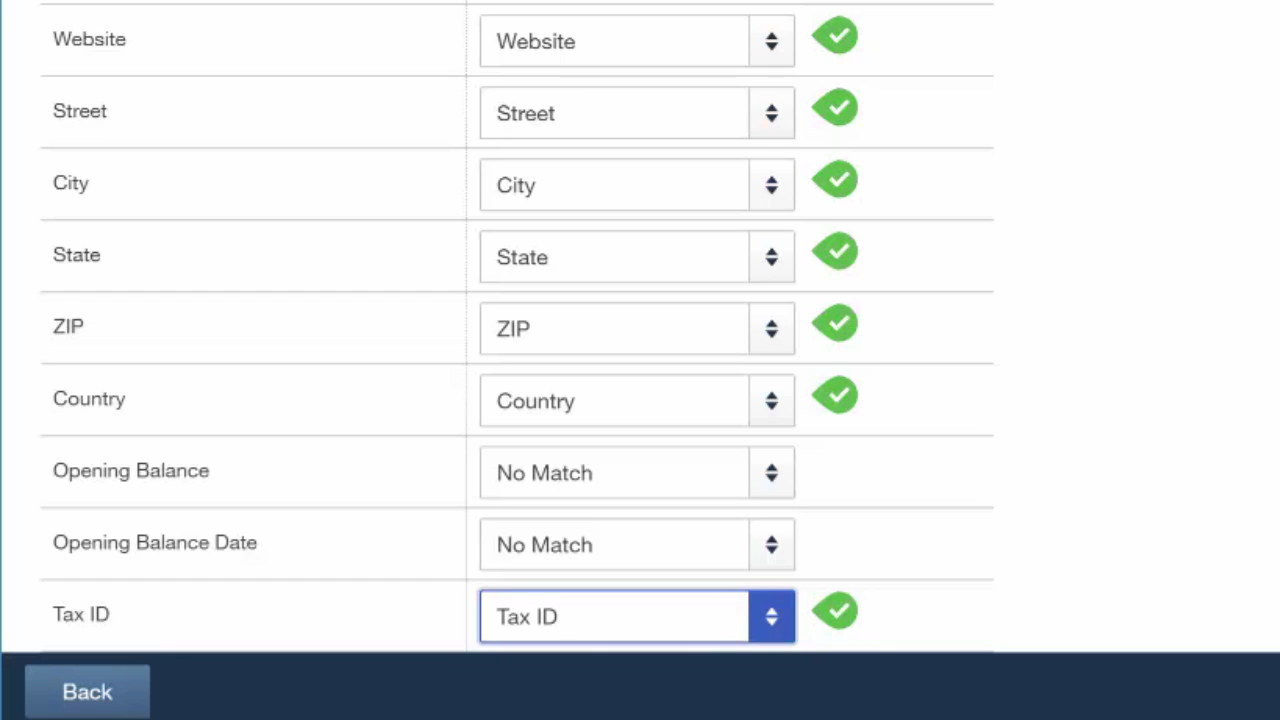 Website Website
Street Street
City City
State State
ZIP ZIP
Country Country
Opening Balance No Match
Opening Balance Date No Match
Tax ID Tax ID
Back